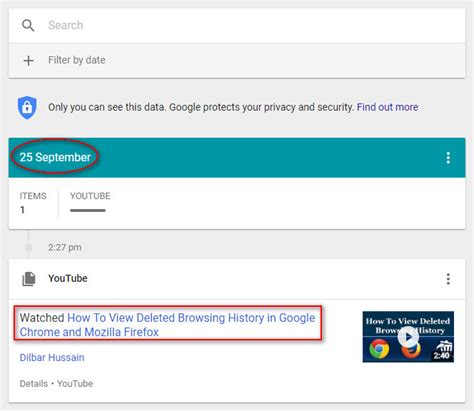 Search
Filter by date
Only you can see this data. Google protects your privacy and security. Find out more
25 September
ITEMS YOUTUBE
1
2:27 pm
YouTube
Watched How To View Deleted Browsing History in Google
Chrome and Mozilla Firefox
How To View Deleted
Browsing History
2:40
Dilbar Hussain
Details • YouTube